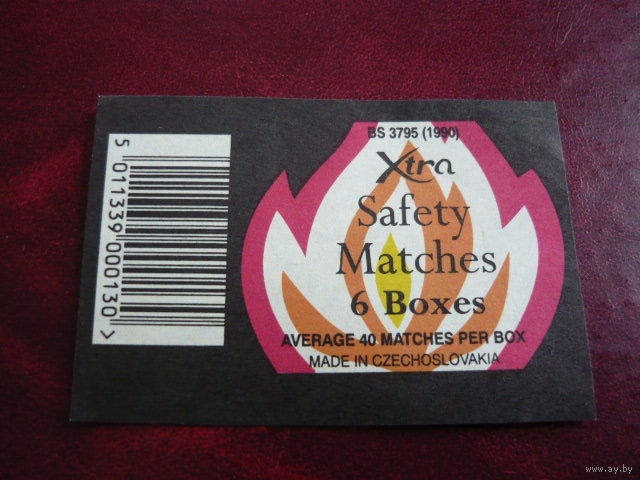 BS 3795 (1990)
Xtra
Safety
Matches
6 Boxes
AVERAGE 40 MATCHES PER BOX
MADE IN CZECHOSLOVAKIA
5 011339 000130 >
www.ay.by